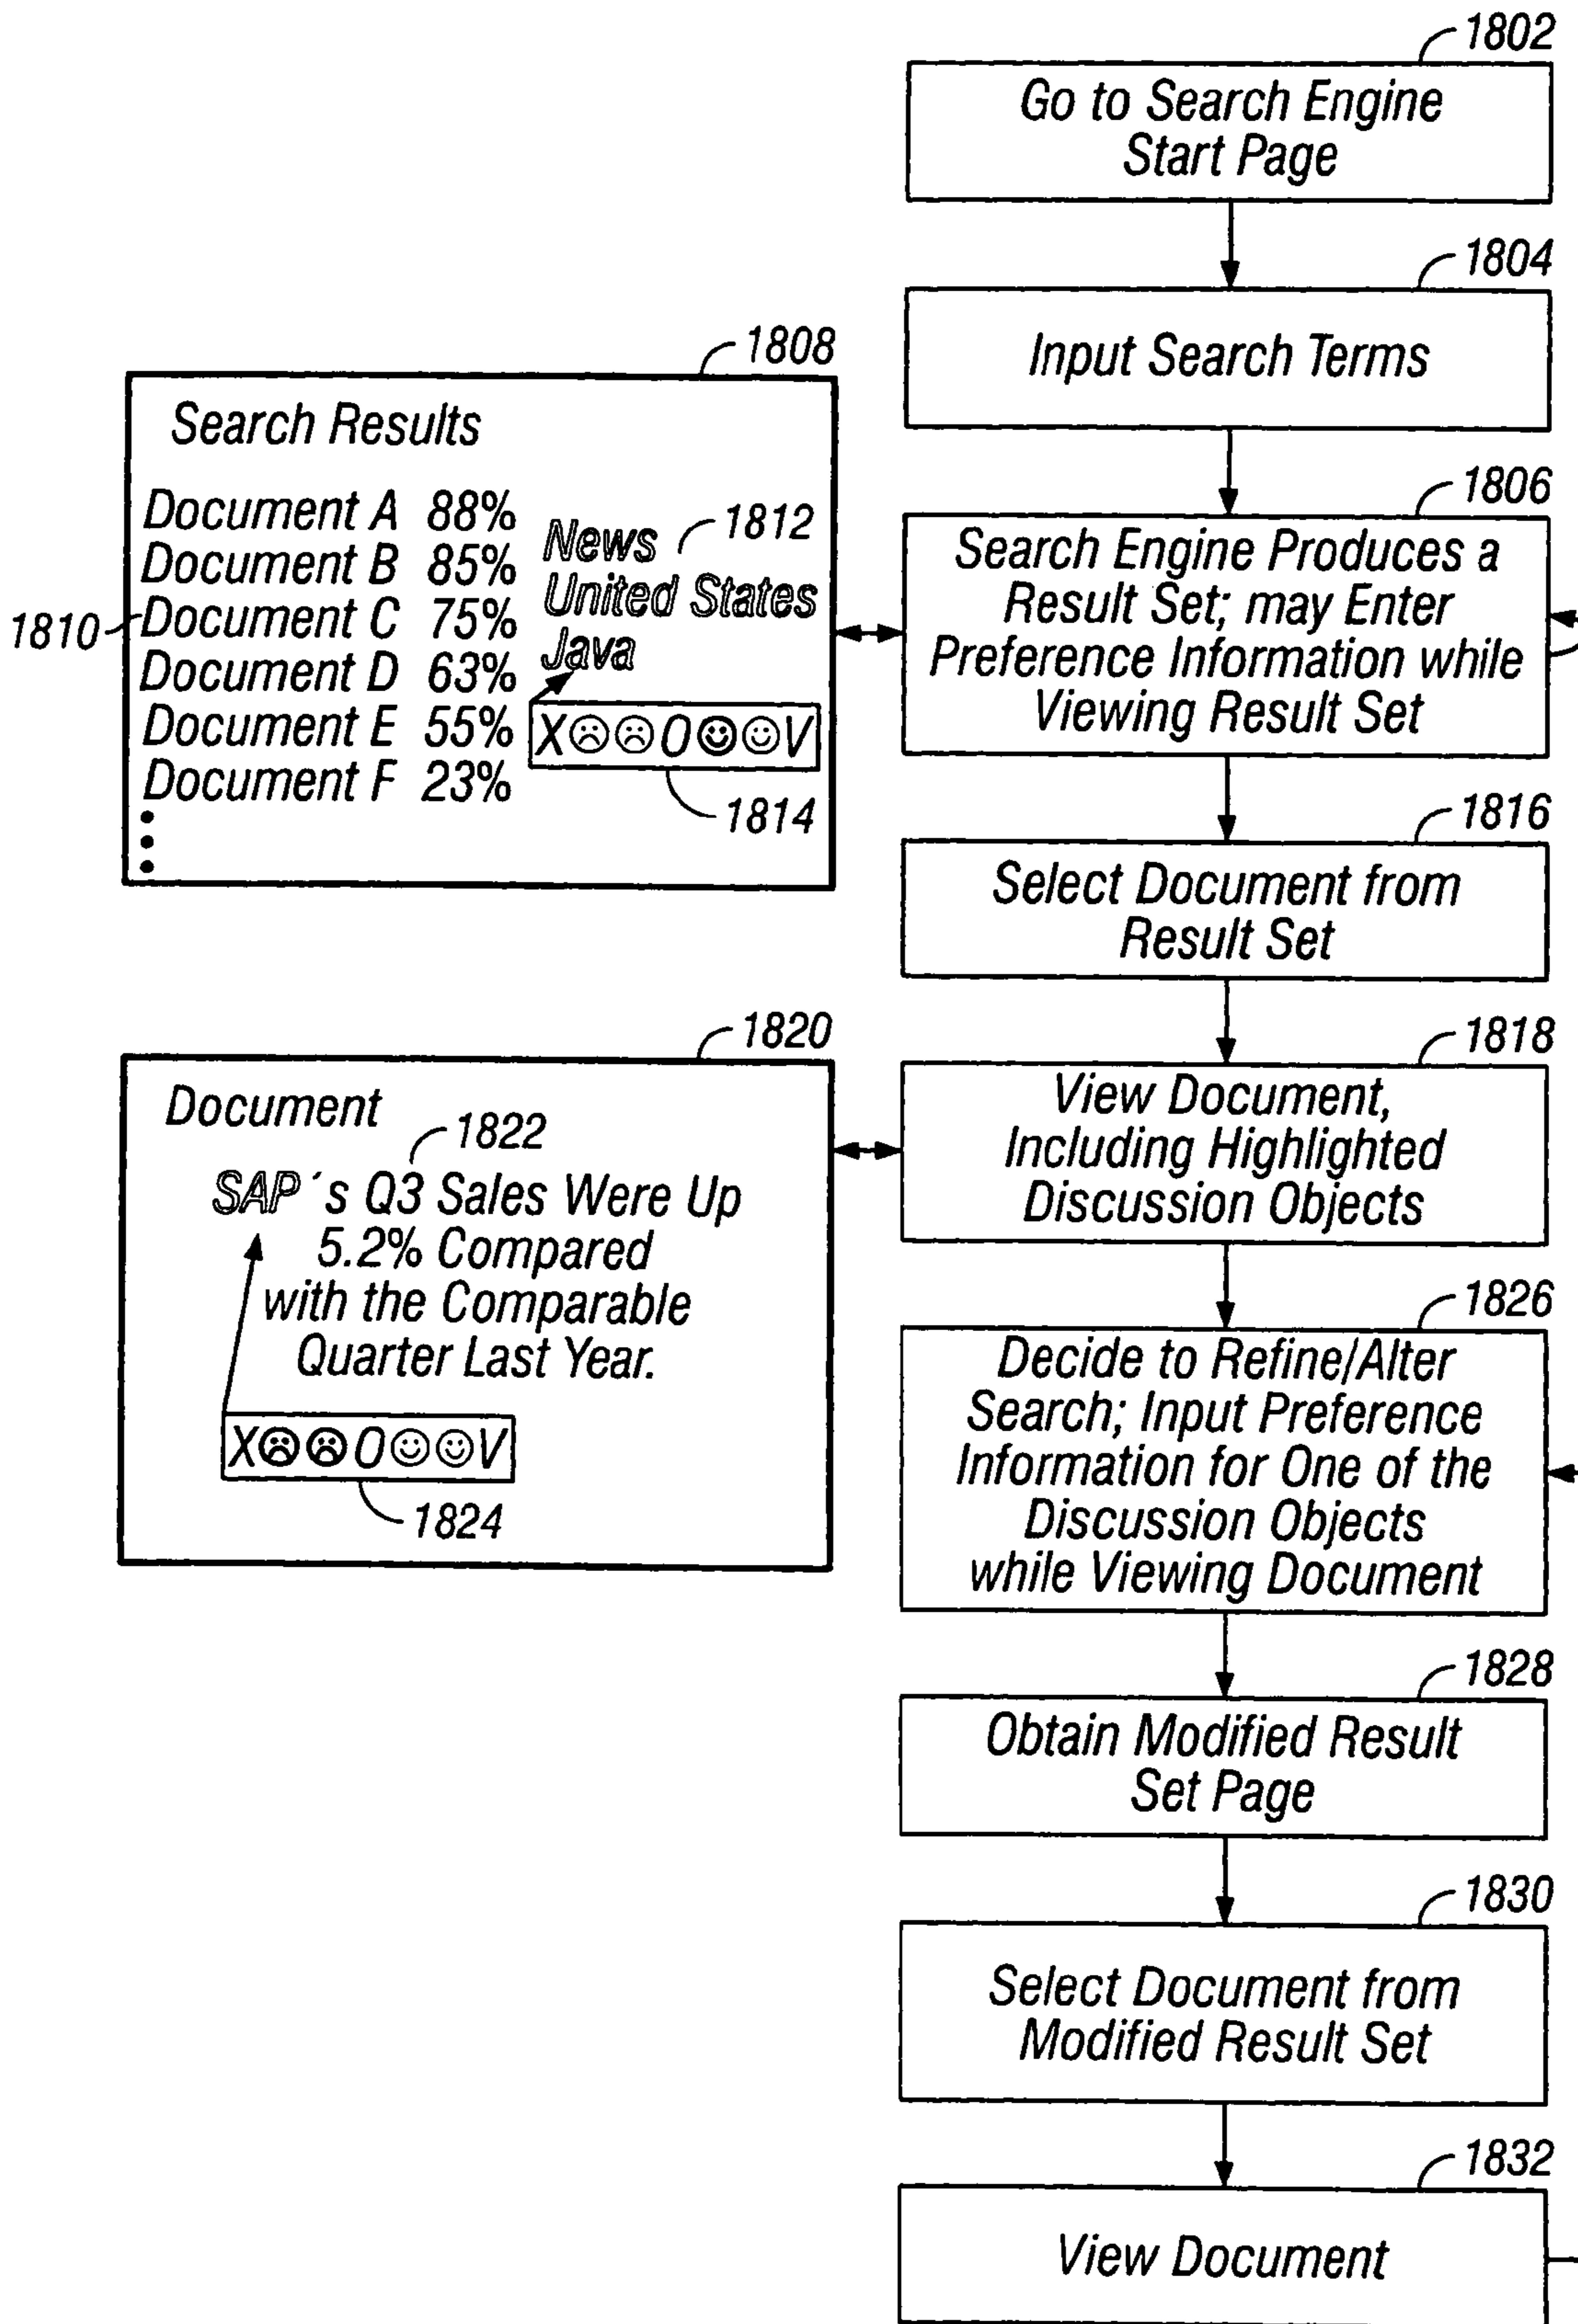 1802
Go to Search Engine
Start Page
1804
Input Search Terms
1806
Search Engine Produces a
Result Set; may Enter
Preference Information while
Viewing Result Set
1808
Search Results
Document A 88%
Document B 85%
1810
Document C 75%
Document D 63%
Document E 55%
Document F 23%
1812
News
United States
Java
X O V
1814
1816
Select Document from
Result Set
1818
View Document,
Including Highlighted
Discussion Objects
1820
Document
1822
SAP's Q3 Sales Were Up
5.2% Compared
with the Comparable
Quarter Last Year.
X O V
1824
1826
Decide to Refine/Alter
Search; Input Preference
Information for One of the
Discussion Objects
while Viewing Document
1828
Obtain Modified Result
Set Page
1830
Select Document from
Modified Result Set
1832
View Document